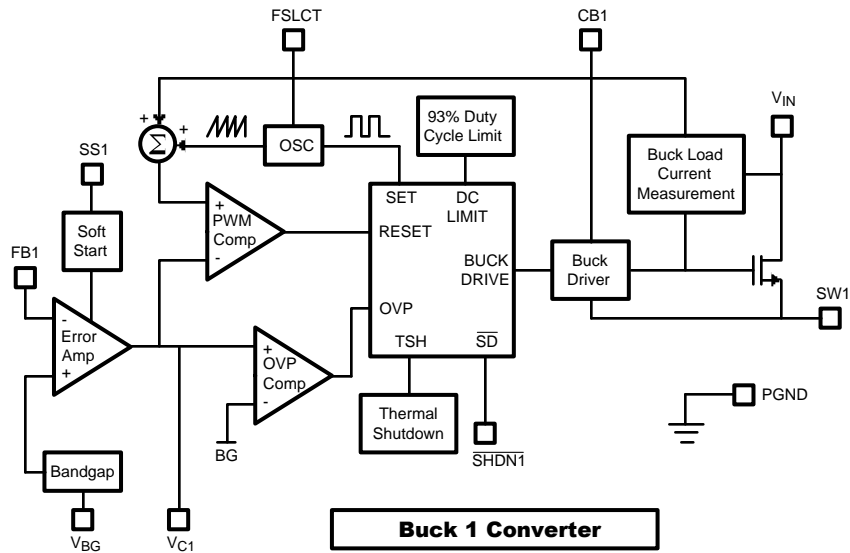 FSLCT
CB1
VIN
+
+
Σ
OSC
93% Duty
Cycle Limit
Buck Load
Current
Measurement
SS1
Soft
Start
SET
DC
LIMIT
+
PWM
Comp
-
RESET
BUCK
DRIVE
Buck
Driver
FB1
-
Error
Amp
+
OVP
SW1
+
OVP
Comp
-
TSH
SD
BG
Thermal
Shutdown
SHDN1
PGND
Bandgap
VBG
VC1
Buck 1 Converter